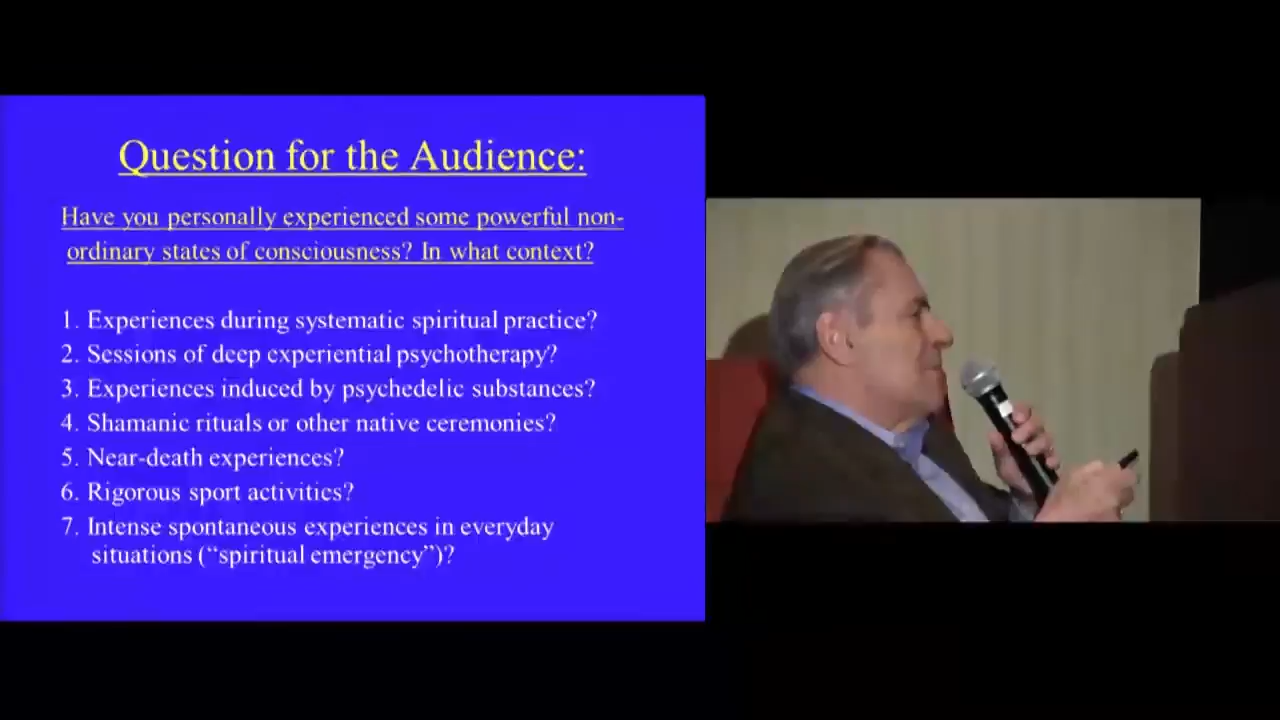 Question for the Audience:
Have you personally experienced some powerful non-
ordinary states of consciousness? In what context?
1. Experiences during systematic spiritual practice?
2. Sessions of deep experiential psychotherapy?
3. Experiences induced by psychedelic substances?
4. Shamanic rituals or other native ceremonies?
5. Near-death experiences?
6. Rigorous sport activities?
7. Intense spontaneous experiences in everyday
situations (“spiritual emergency”)?